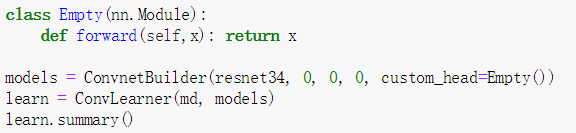 class Empty(nn.Module):
    def forward(self,x): return x

models = ConvnetBuilder(resnet34, 0, 0, 0, custom_head=Empty())
learn = ConvLearner(md, models)
learn.summary()